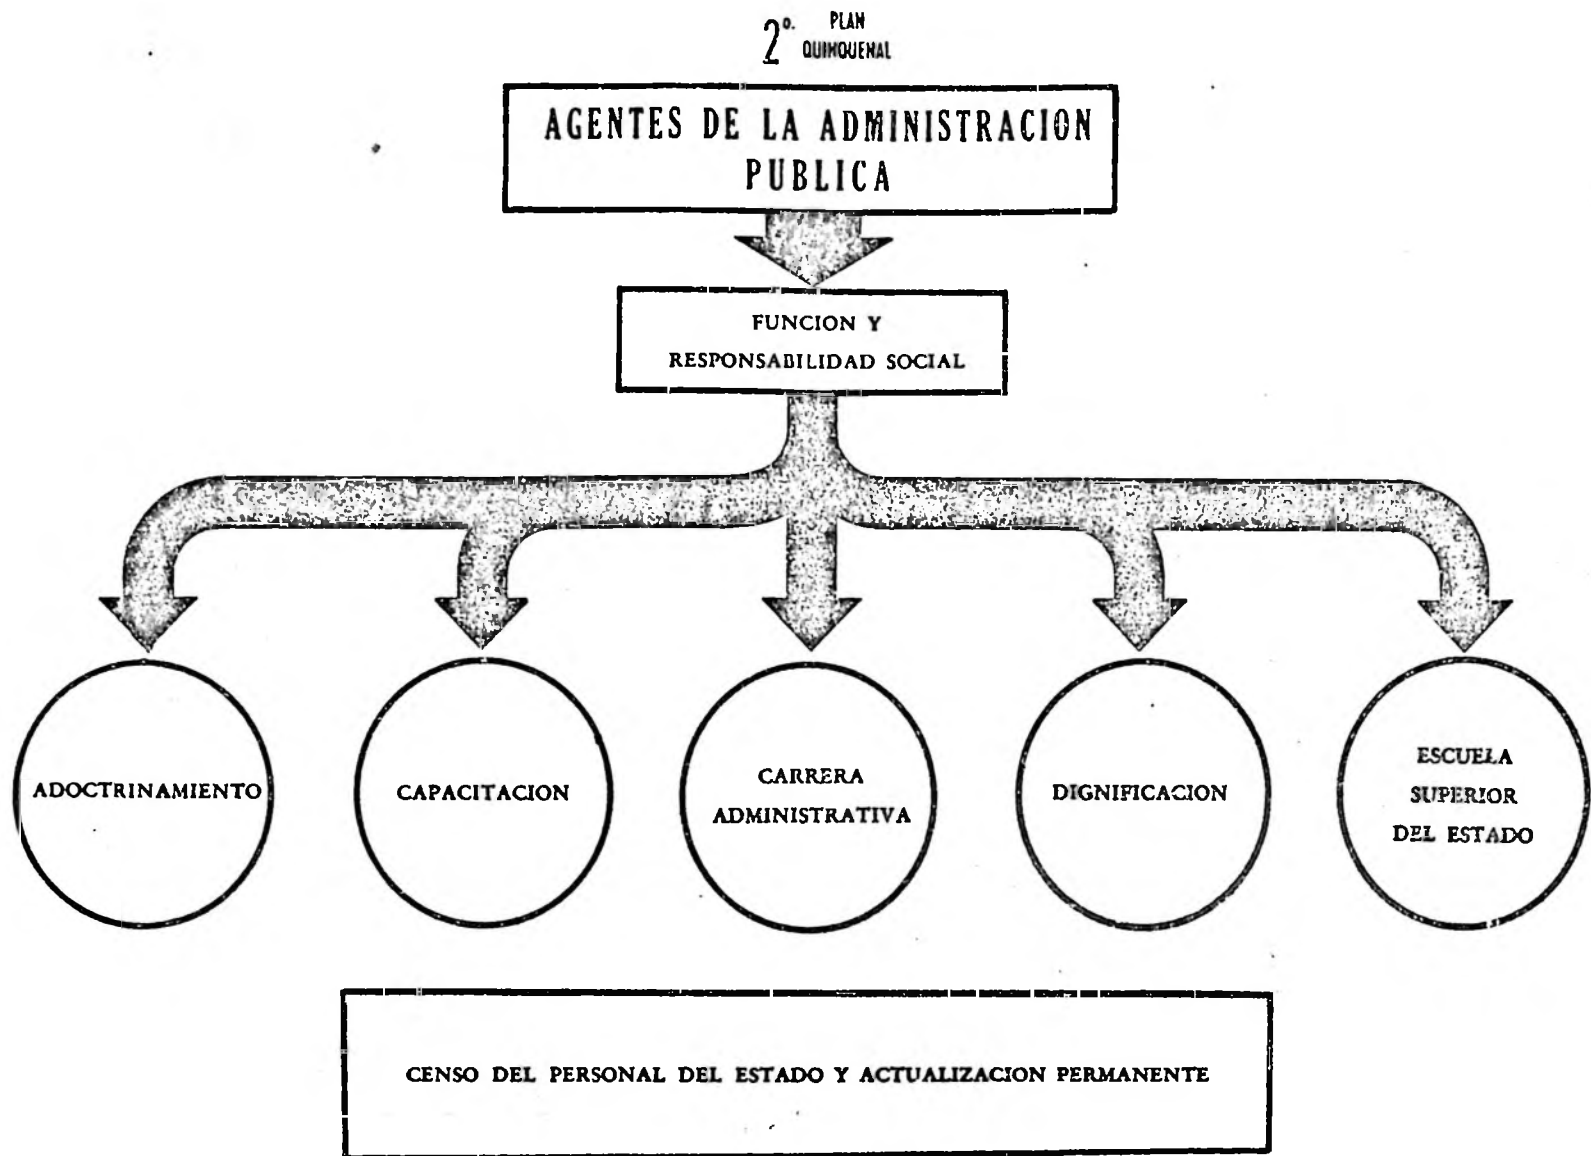 2º. PLAN
QUINQUENAL
AGENTES DE LA ADMINISTRACION
PUBLICA
FUNCION Y
RESPONSABILIDAD SOCIAL
ADOCTRINAMIENTO
CAPACITACION
CARRERA
ADMINISTRATIVA
DIGNIFICACION
ESCUELA
SUPERIOR
DEL ESTADO
CENSO DEL PERSONAL DEL ESTADO Y ACTUALIZACION PERMANENTE